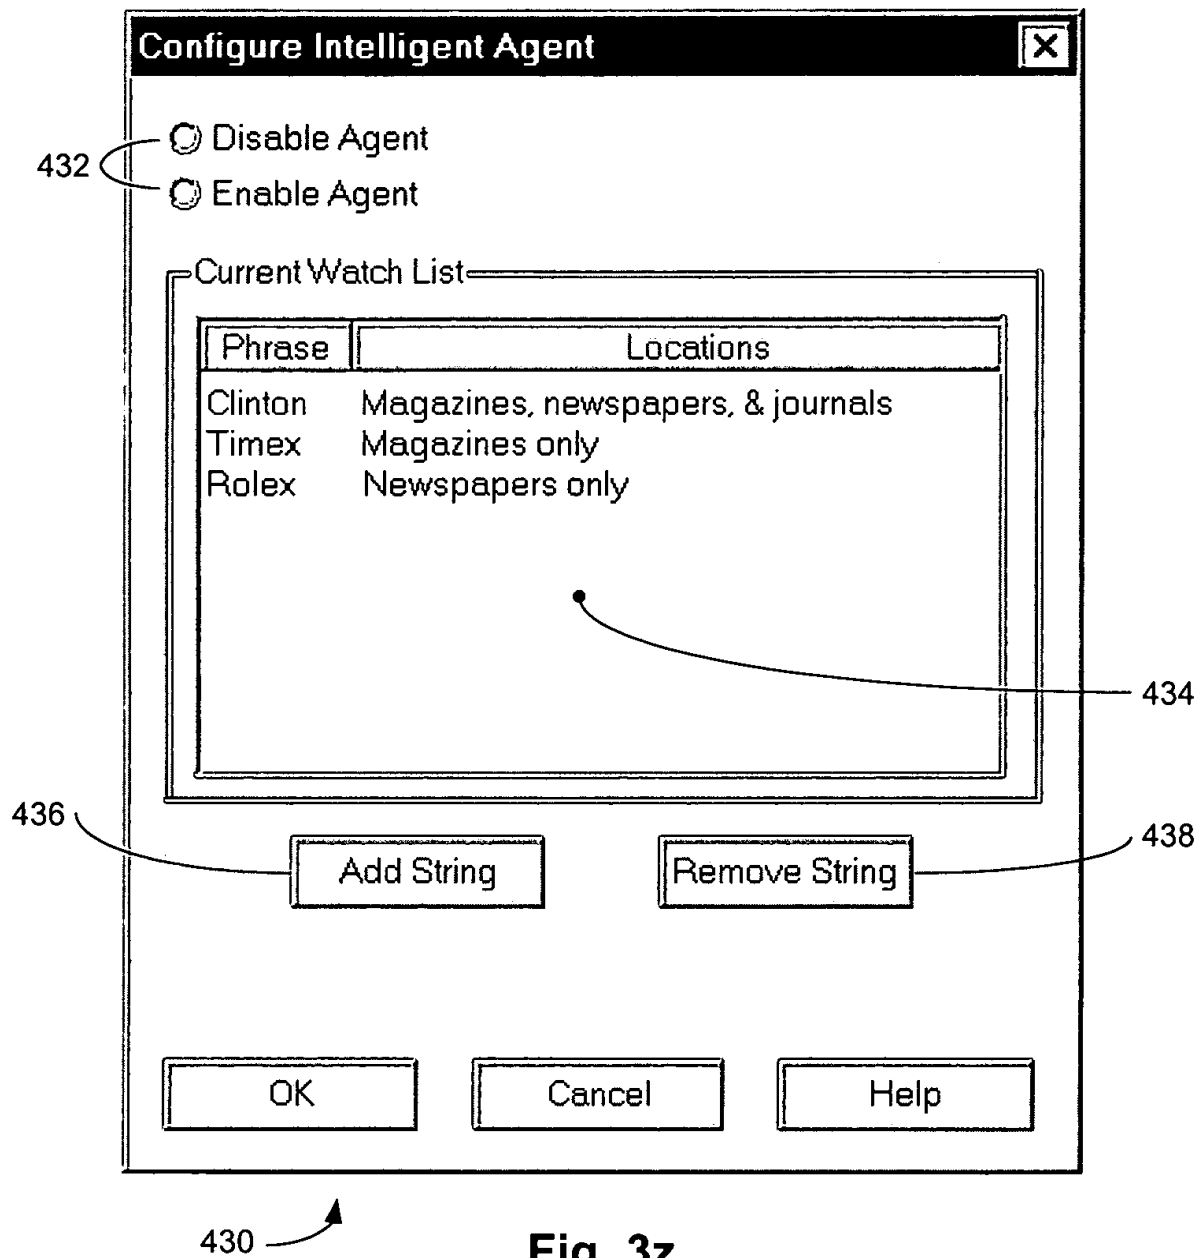 Configure Intelligent Agent
Disable Agent
432
Enable Agent
Current Watch List
Phrase Locations
Clinton Magazines, newspapers, & journals
Timex Magazines only
Rolex Newspapers only
434
436
438
Add String Remove String
OK Cancel Help
430
Fig. 3z